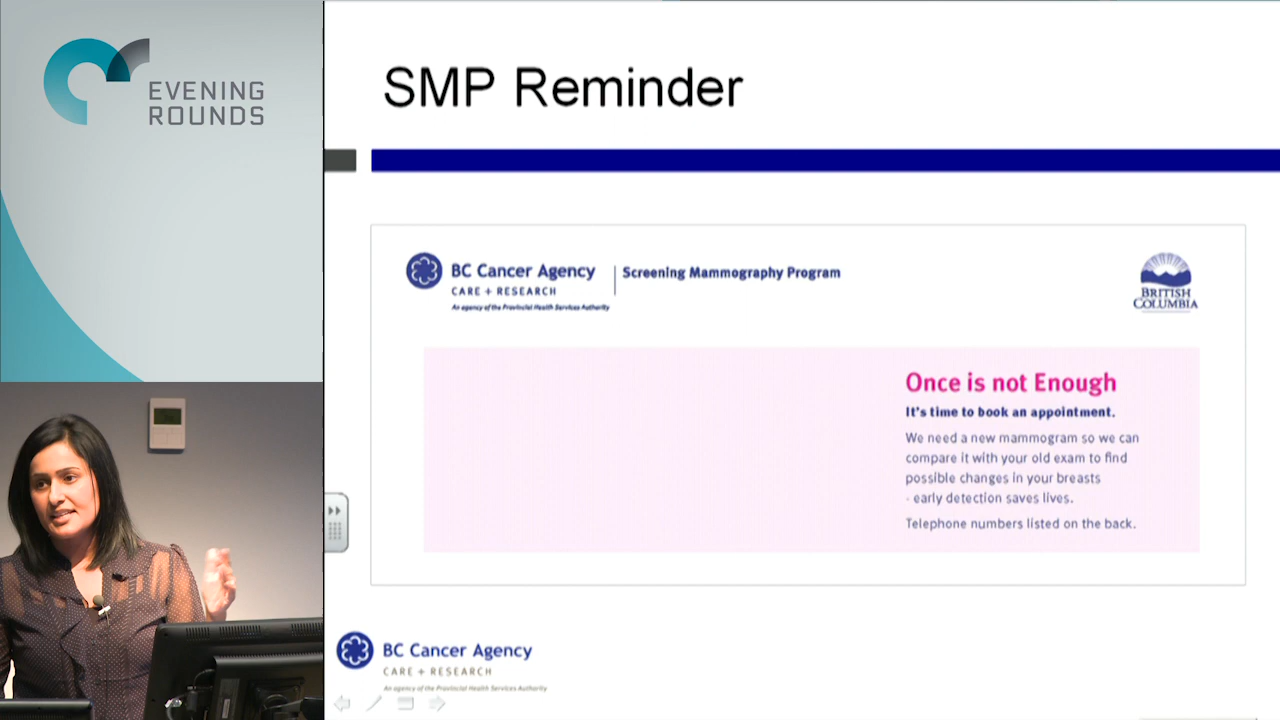 EVENING
ROUNDS
SMP Reminder
BC Cancer Agency
CARE + RESEARCH
An agency of the Provincial Health Services Authority
Screening Mammography Program
BRITISH
COLUMBIA
Once is not Enough
It's time to book an appointment.
We need a new mammogram so we can
compare it with your old exam to find
possible changes in your breasts
- early detection saves lives.
Telephone numbers listed on the back.
BC Cancer Agency
CARE + RESEARCH
An agency of the Provincial Health Services Authority